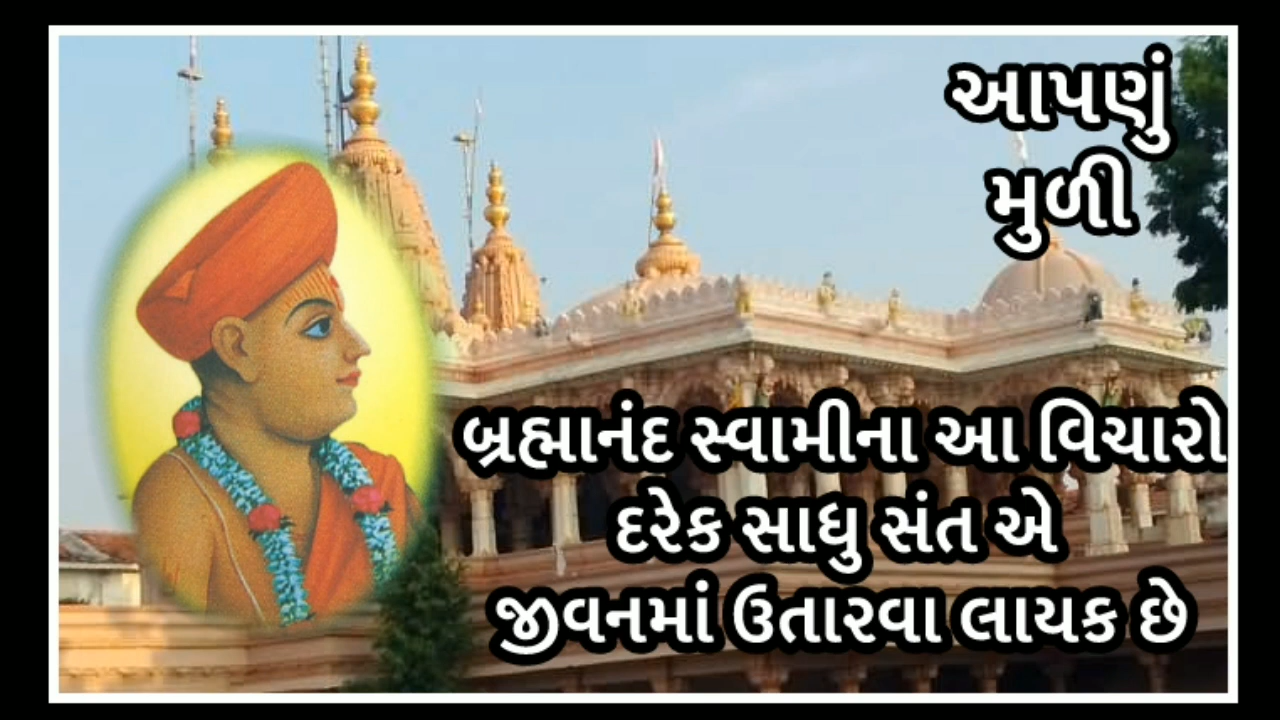 આપણું
મુળી
બ્રહ્માનંદ સ્વામીના આ વિચારો
દરેક સાધુ સંત એ
જીવનમાં ઉતારવા લાયક છે